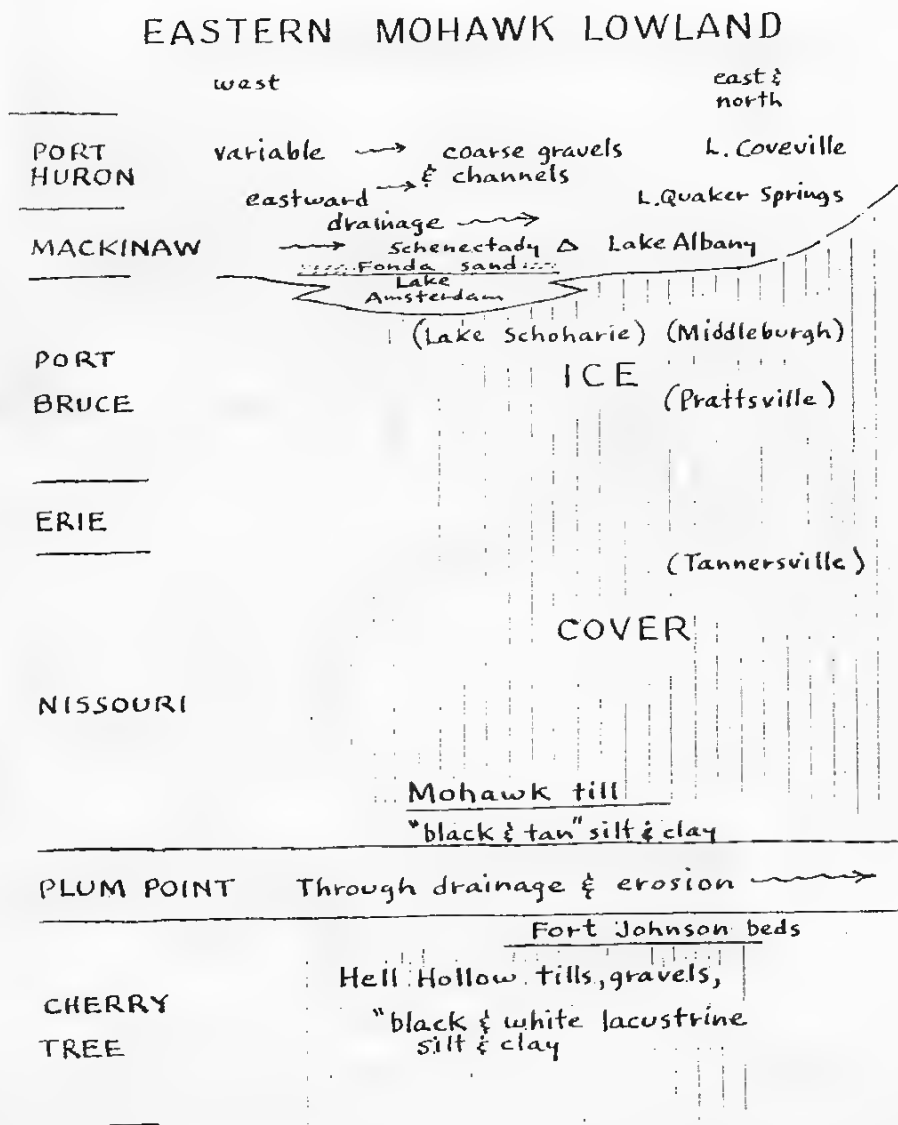 EASTERN MOHAWK LOWLAND
west
east &
north
PORT
HURON
variable → coarse gravels
& channels
L. Coveville
eastward →
drainage →
L. Quaker Springs
MACKINAW
→ Schenectady Δ Lake Albany
Fonda sand
Lake
Amsterdam
(Lake Schoharie) (Middleburgh)
PORT
BRUCE
ICE
(Prattsville)
ERIE
(Tannersville)
COVER
NISSOURI
Mohawk till
"black & tan" silt & clay
PLUM POINT Through drainage & erosion →
Fort Johnson beds
CHERRY
TREE
Hell Hollow tills, gravels,
"black & white lacustrine
silt & clay